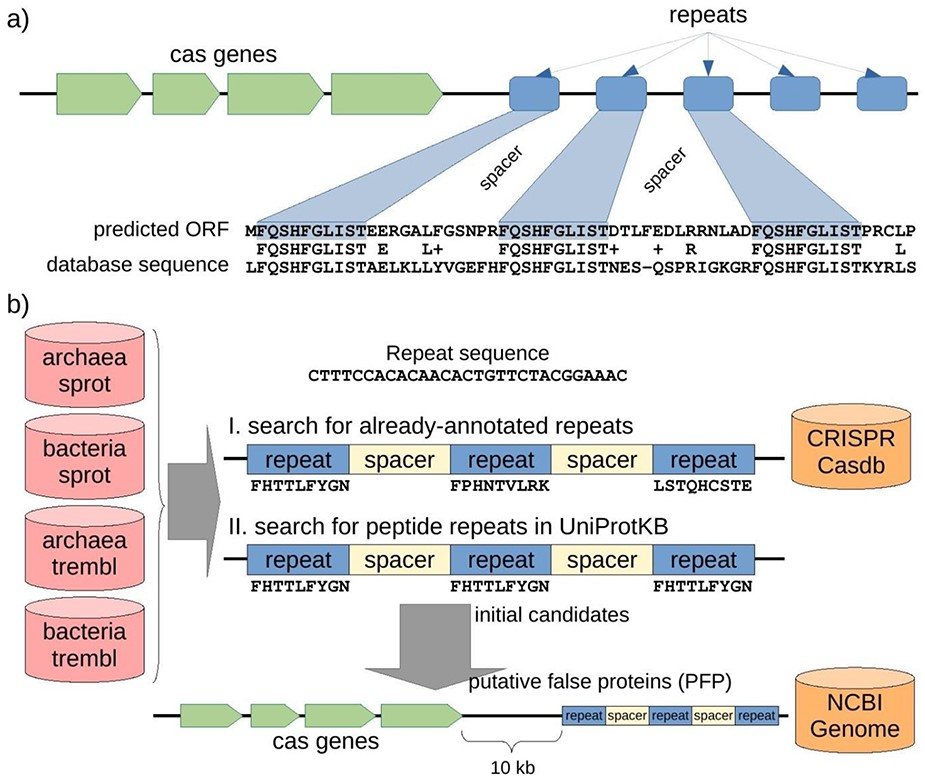 a)
repeats
cas genes
spacer
spacer
predicted ORF MFQSHFGLISTEERGALFGSNPRFQSHFGLISTDTLFEDLRRNLADFQSHFGLISTPRCLP
FQSHFGLIST E L+ FQSHFGLIST+ + R FQSHFGLIST L
database sequence LFQSHFGLISTAELKLLYVGEFHFQSHFGLISTNES-QSPRIGKGRFQSHFGLISTKYRLS
b)
archaea
sprot
bacteria
sprot
archaea
trembl
bacteria
trembl
Repeat sequence
CTTTCCACACAACACTGTTCTACGGAAAC
I. search for already-annotated repeats
repeat spacer repeat spacer repeat
FHTTLFYGN FPHNTVLRK LSTQHCSTE
CRISPR
Casdb
II. search for peptide repeats in UniProtKB
repeat spacer repeat spacer repeat
FHTTLFYGN FHTTLFYGN FHTTLFYGN
initial candidates
putative false proteins (PFP)
repeat spacer repeat spacer repeat
cas genes
10 kb
NCBI
Genome